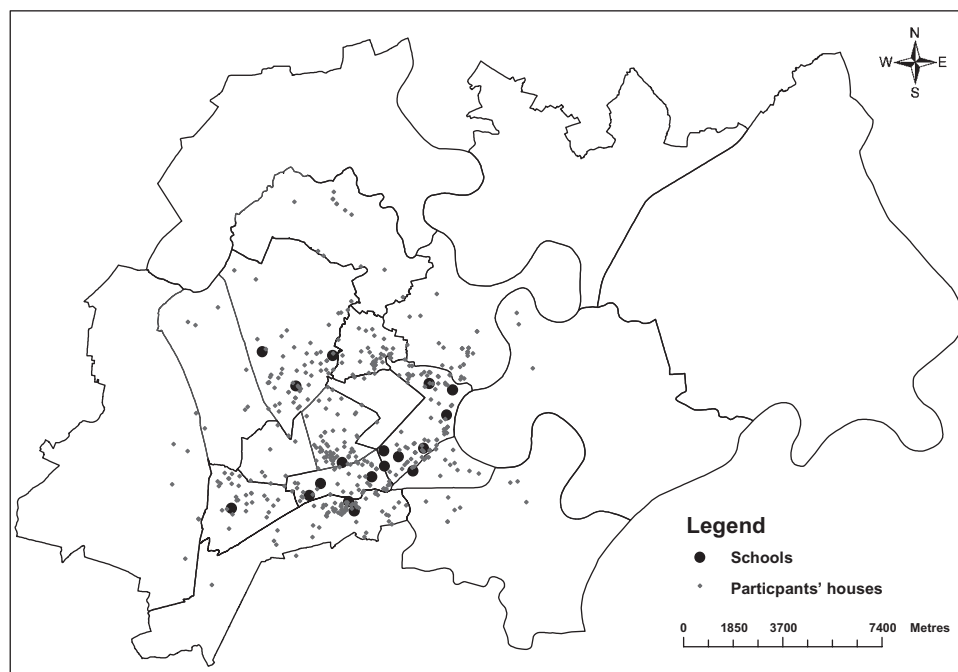 N
W E
S
Legend
Schools
Particpants' houses
0 1850 3700 7400 Metres